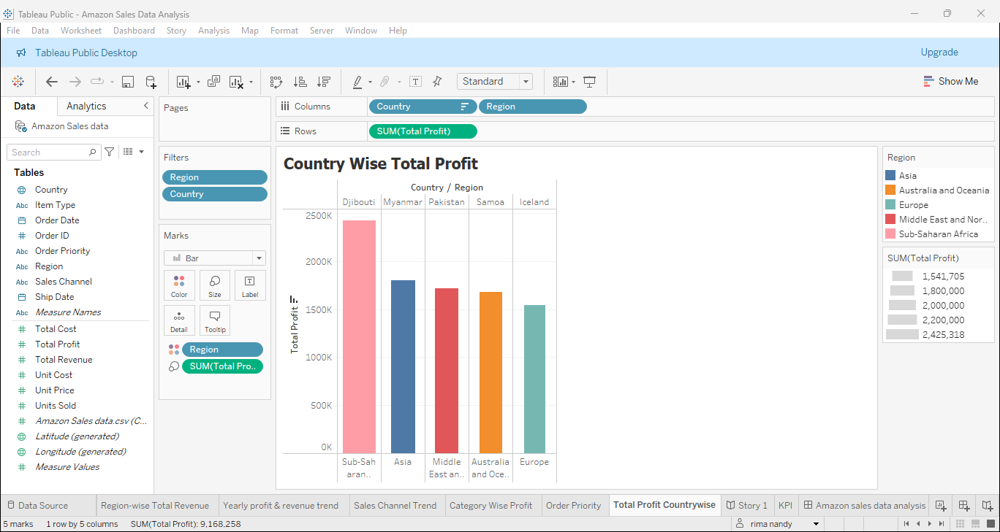 Tableau Public - Amazon Sales Data Analysis
File Data Worksheet Dashboard Story Analysis Map Format Server Window Help
Tableau Public Desktop
Upgrade
Standard
Show Me
Data
Analytics
Amazon Sales data
Search
Tables
Country
Abc Item Type
Order Date
Order ID
Abc Order Priority
Abc Region
Abc Sales Channel
Ship Date
Abc Measure Names
Total Cost
Total Profit
Total Revenue
Unit Cost
Unit Price
Units Sold
Amazon Sales data.csv (C...
Latitude (generated)
Longitude (generated)
Measure Values
Pages
Filters
Region
Country
Marks
Bar
Color Size Label
Detail Tooltip
Region
SUM(Total Pro..
Columns Country Region
Rows SUM(Total Profit)
Country Wise Total Profit
Country / Region
Djibouti Myanmar Pakistan Samoa Iceland
2500K
2000K
1500K
1000K
500K
0K
Total Profit
Sub-Sah
aran..
Asia
Middle
East an..
Australia
and Oce..
Europe
Region
Asia
Australia and Oceania
Europe
Middle East and Nor..
Sub-Saharan Africa
SUM(Total Profit)
1,541,705
1,800,000
2,000,000
2,200,000
2,425,318
Data Source Region-wise Total Revenue Yearly profit & revenue trend Sales Channel Trend Category Wise Profit Order Priority Total Profit Countrywise Story 1 KPI Amazon sales data analysis
5 marks 1 row by 5 columns SUM(Total Profit): 9,168,258
rima nandy